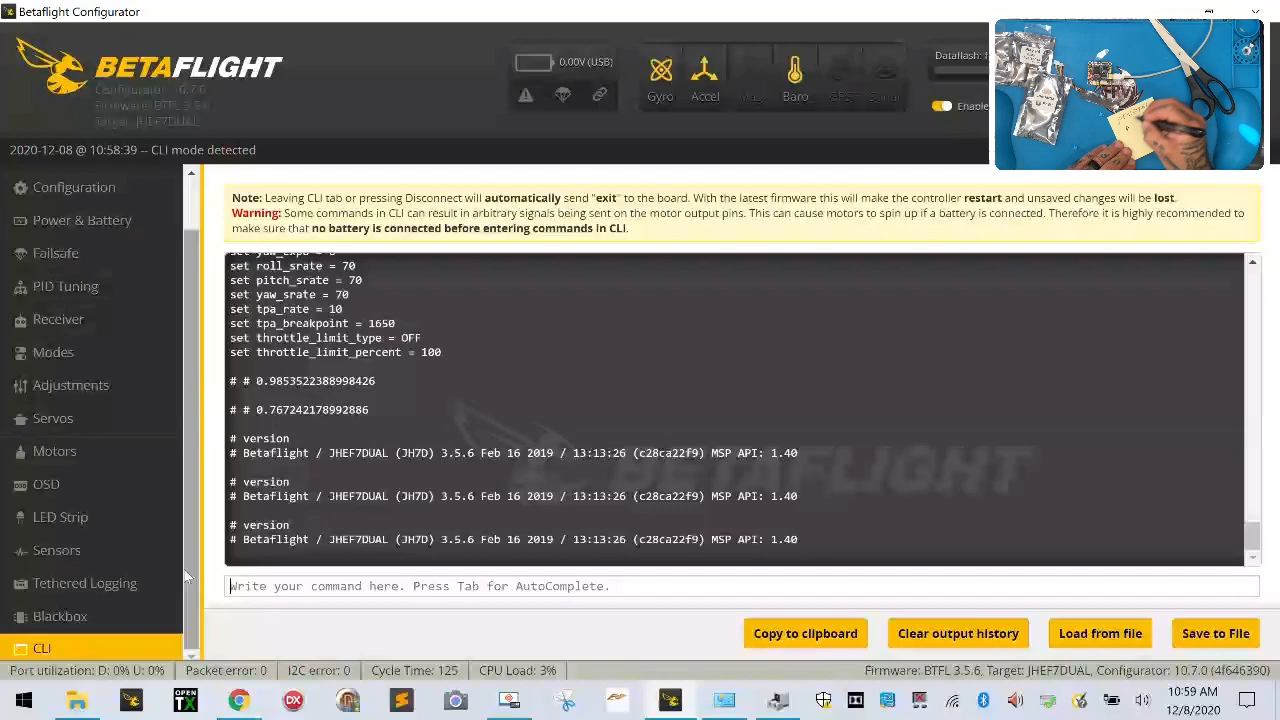 Betaflight Configurator
BETAFLIGHT
Configurator
Firmware: BTFL 3.5.6
Target: JHEF7DUAL
0.00V (USB)
Gyro
Accel
Baro
Enable
2020-12-08 @ 10:58:39 -- CLI mode detected
Configuration
Power & Battery
Failsafe
PID Tuning
Receiver
Modes
Adjustments
Servos
Motors
OSD
LED Strip
Sensors
Tethered Logging
Blackbox
CLI
Note: Leaving CLI tab or pressing Disconnect will automatically send "exit" to the board. With the latest firmware this will make the controller restart and unsaved changes will be lost.
Warning: Some commands in CLI can result in arbitrary signals being sent on the motor output pins. This can cause motors to spin up if a battery is connected. Therefore it is highly recommended to
make sure that no battery is connected before entering commands in CLI.
set roll_srate = 70
set pitch_srate = 70
set yaw_srate = 70
set tpa_rate = 10
set tpa_breakpoint = 1650
set throttle_limit_type = OFF
set throttle_limit_percent = 100
# # 0.9853522388998426
# # 0.767242178992886
# version
# Betaflight / JHEF7DUAL (JH7D) 3.5.6 Feb 16 2019 / 13:13:26 (c28ca22f9) MSP API: 1.40
# version
# Betaflight / JHEF7DUAL (JH7D) 3.5.6 Feb 16 2019 / 13:13:26 (c28ca22f9) MSP API: 1.40
# version
# Betaflight / JHEF7DUAL (JH7D) 3.5.6 Feb 16 2019 / 13:13:26 (c28ca22f9) MSP API: 1.40
BETAFLIGHT
Write your command here. Press Tab for AutoComplete.
Copy to clipboard
Clear output history
Load from file
Save to File
Port utilization: D: 0% U: 0%
Packet error: 0
I2C error: 0
Cycle Time: 125
CPU Load: 3%
Firmware: BTFL 3.5.6, Target: JHEF7DUAL, Configurator: 10.7.0 (4f646390)
OPEN
TX
10:59 AM
12/8/2020